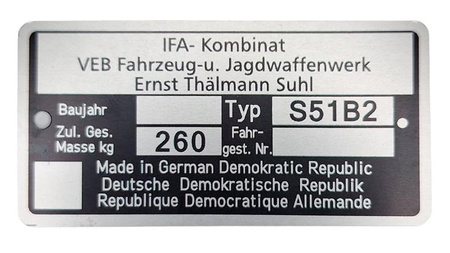 IFA- Kombinat
VEB Fahrzeug-u. Jagdwaffenwerk
Ernst Thälmann Suhl
Baujahr Typ S51B2
Zul. Ges. Masse kg 260 Fahr- gest. Nr.
Made in German Demokratic Republic
Deutsche Demokratische Republik
Republique Democratique Allemande